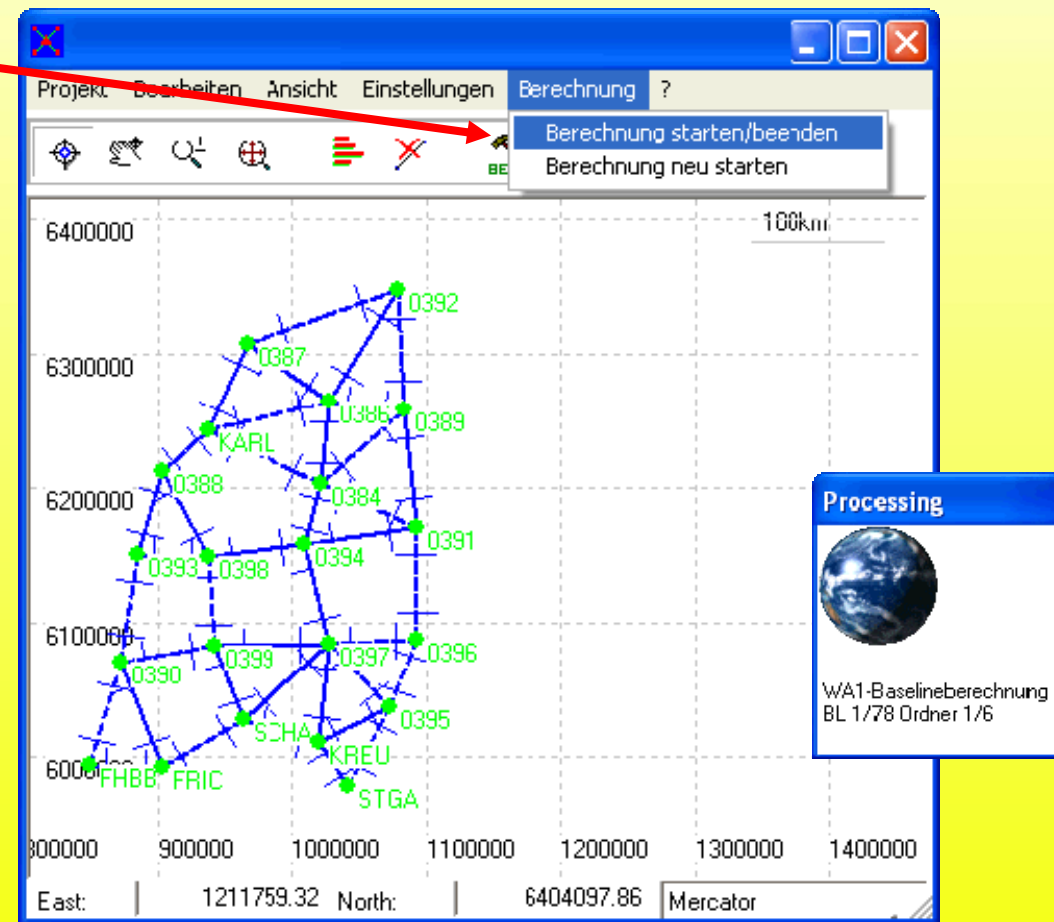 Projekt Bearbeiten Ansicht Einstellungen Berechnung ?
Berechnung starten/beenden
Berechnung neu starten
BE
6400000
100km
0392
0387
6300000
0386
0389
KARL
0388
6200000
0384
0391
0393
0398
0394
6100000
0399
0397
0396
0390
0395
SCHA
KREU
6000000
FHBB
FRIC
STGA
800000 900000 1000000 1100000 1200000 1300000 1400000
East: 1211759.32 North: 6404097.86 Mercator
Processing
WA1-Baselineberechnung
BL 1/78 Ordner 1/6